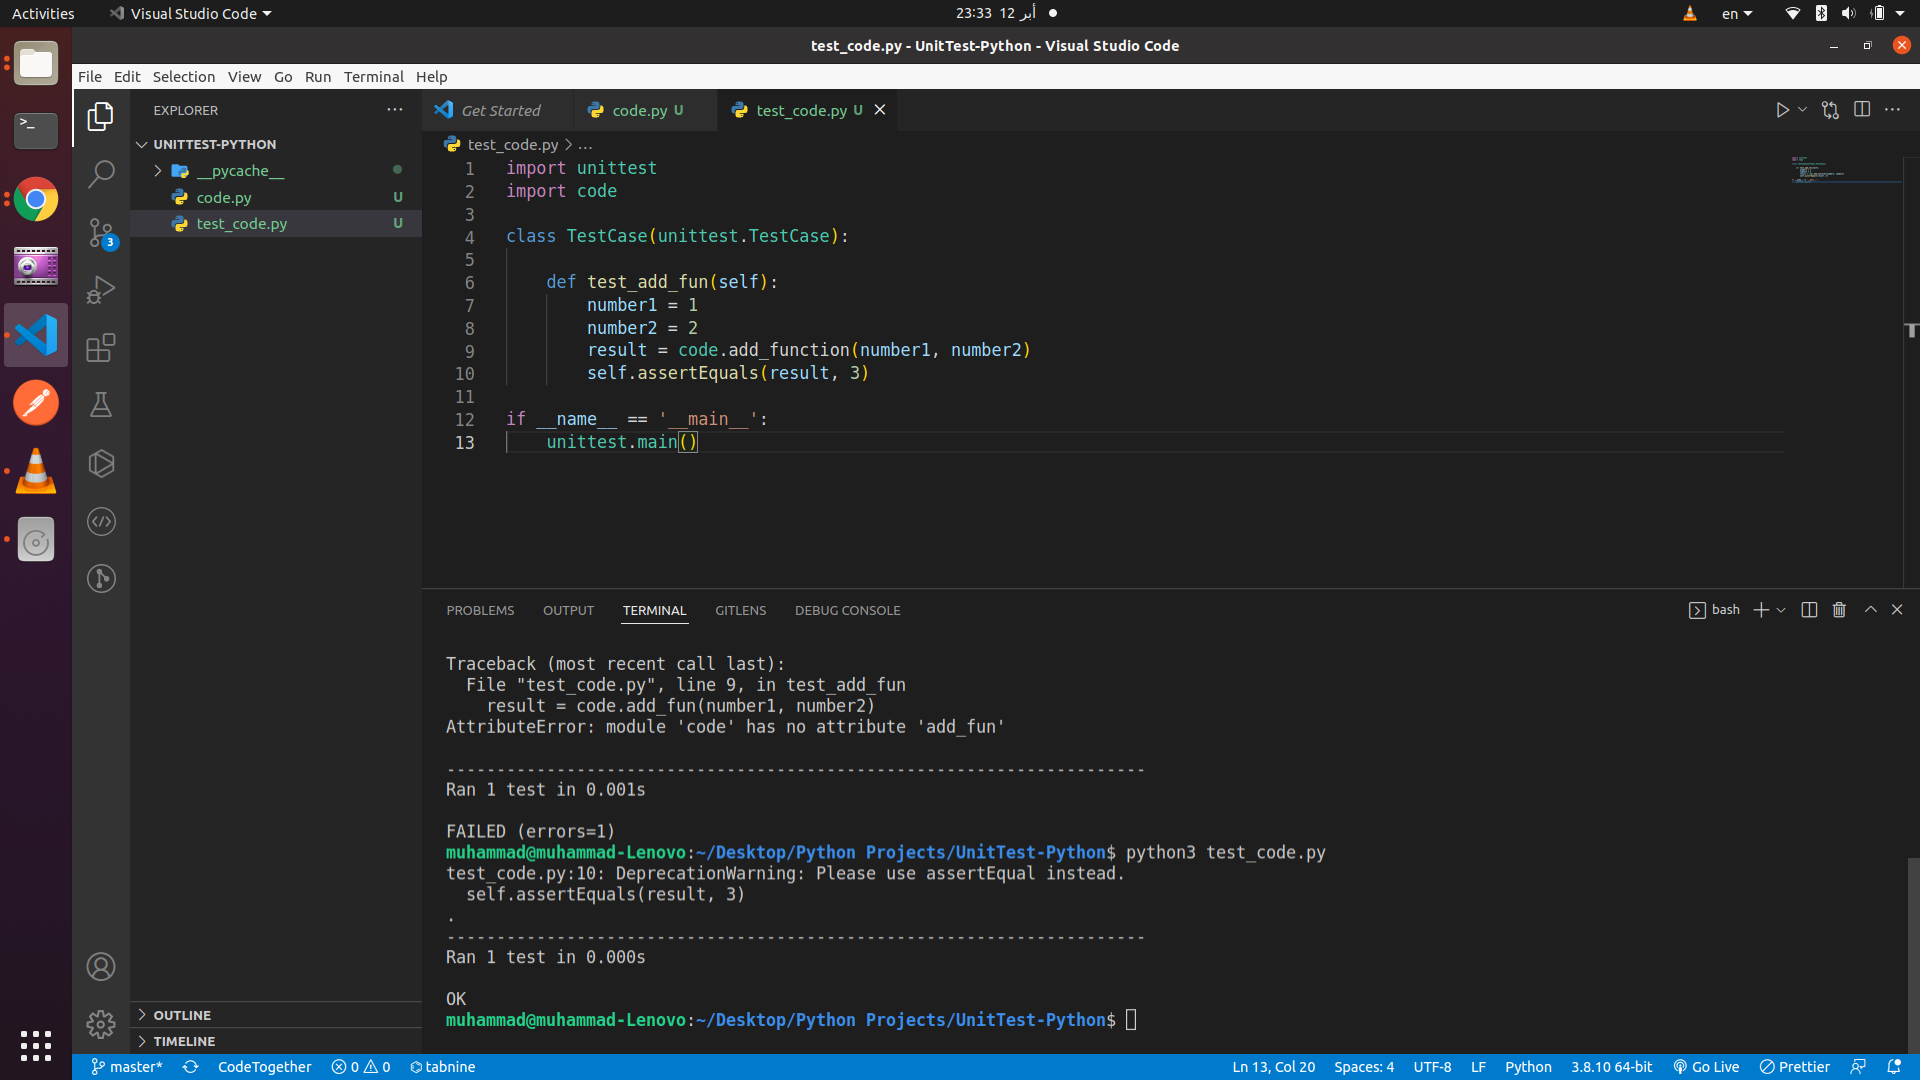 Activities
Visual Studio Code
23:33 12 أبر
en
test_code.py - UnitTest-Python - Visual Studio Code
File Edit Selection View Go Run Terminal Help
EXPLORER
UNITTEST-PYTHON
__pycache__
code.py U
test_code.py U
3
Get Started
code.py U
test_code.py U
test_code.py > ...
1 import unittest
2 import code
3
4 class TestCase(unittest.TestCase):
5
6 def test_add_fun(self):
7 number1 = 1
8 number2 = 2
9 result = code.add_function(number1, number2)
10 self.assertEquals(result, 3)
11
12 if __name__ == '__main__':
13 unittest.main()
PROBLEMS OUTPUT TERMINAL GITLENS DEBUG CONSOLE
bash
Traceback (most recent call last):
File "test_code.py", line 9, in test_add_fun
result = code.add_fun(number1, number2)
AttributeError: module 'code' has no attribute 'add_fun'
----------------------------------------------------------------------
Ran 1 test in 0.001s
FAILED (errors=1)
muhammad@muhammad-Lenovo:~/Desktop/Python Projects/UnitTest-Python$ python3 test_code.py
test_code.py:10: DeprecationWarning: Please use assertEqual instead.
self.assertEquals(result, 3)
.
----------------------------------------------------------------------
Ran 1 test in 0.000s
OK
muhammad@muhammad-Lenovo:~/Desktop/Python Projects/UnitTest-Python$
OUTLINE
TIMELINE
master* CodeTogether 0 0 tabnine
Ln 13, Col 20 Spaces: 4 UTF-8 LF Python 3.8.10 64-bit Go Live Prettier